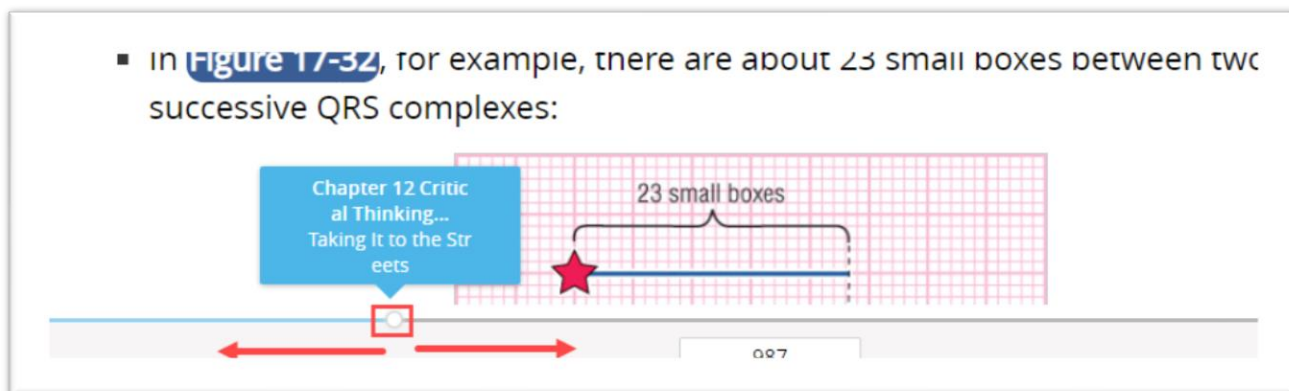 ▪ In Figure 17-32, for example, there are about 23 small boxes between two
successive QRS complexes:
Chapter 12 Critic
al Thinking...
Taking It to the Str
eets
23 small boxes
987